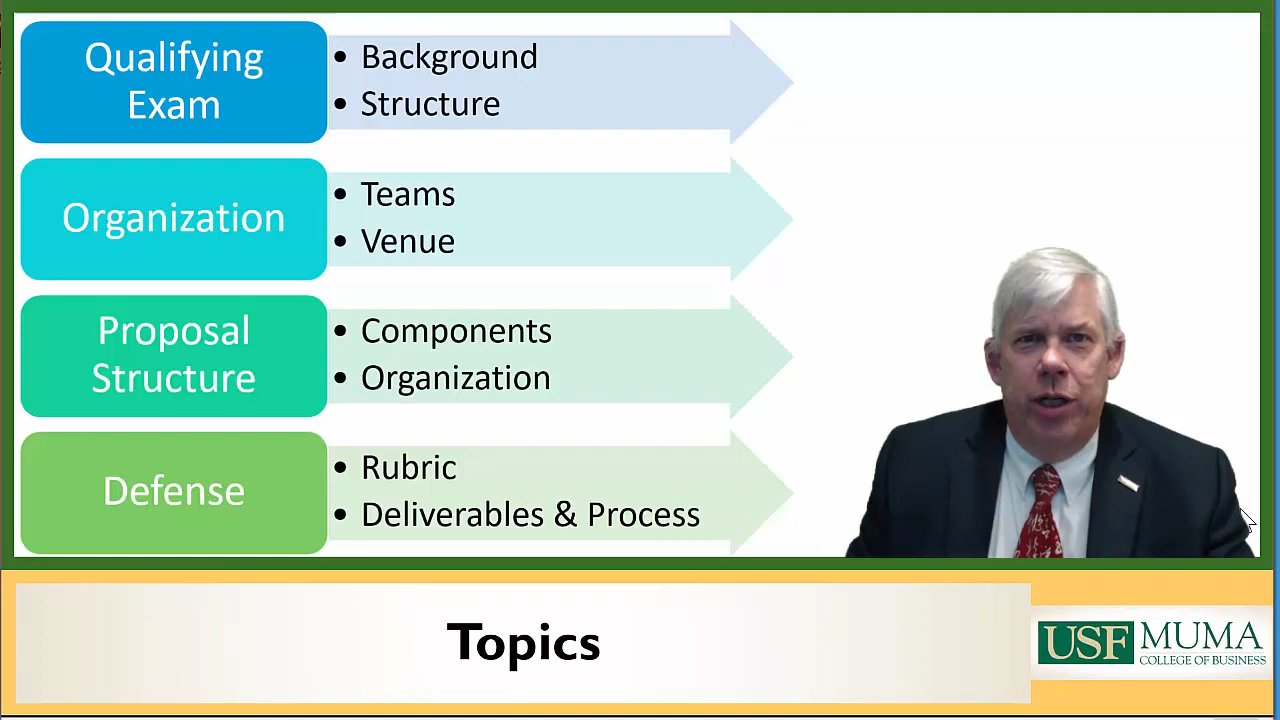 Qualifying
Exam
• Background
• Structure
Organization
• Teams
• Venue
Proposal
Structure
• Components
• Organization
Defense
• Rubric
• Deliverables & Process
Topics
USF MUMA
COLLEGE OF BUSINESS